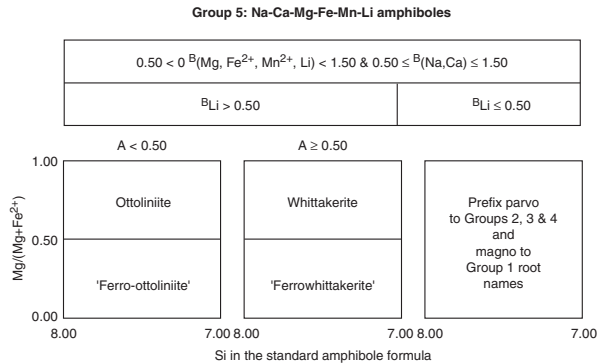 Group 5: Na-Ca-Mg-Fe-Mn-Li amphiboles
0.50 < 0 ᴮ(Mg, Fe²⁺, Mn²⁺, Li) < 1.50 & 0.50 ≤ ᴮ(Na,Ca) ≤ 1.50
ᴮLi > 0.50
ᴮLi ≤ 0.50
A < 0.50
A ≥ 0.50
Mg/(Mg+Fe²⁺)
1.00
0.50
0.00
Ottoliniite
'Ferro-ottoliniite'
Whittakerite
'Ferrowhittakerite'
Prefix parvo
to Groups 2, 3 & 4
and
magno to
Group 1 root
names
8.00 7.00 8.00 7.00 8.00 7.00
Si in the standard amphibole formula